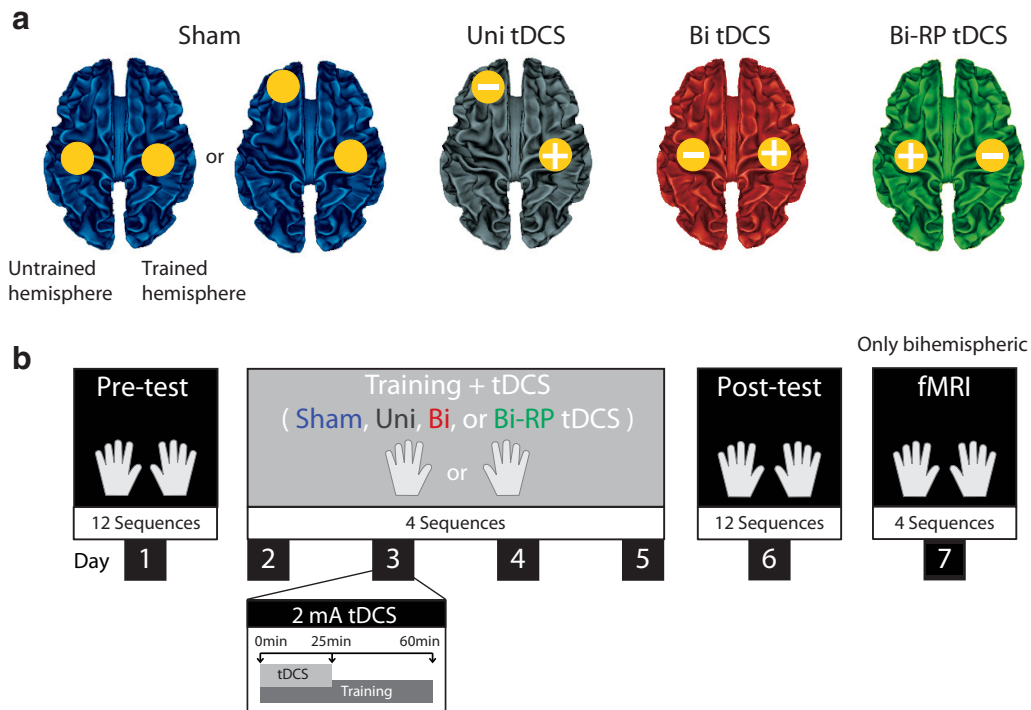 a
Sham
Uni tDCS
Bi tDCS
Bi-RP tDCS
or
−
+
−
+
+
−
Untrained
hemisphere
Trained
hemisphere
b
Only bihemispheric
Pre-test
Training + tDCS
( Sham, Uni, Bi, or Bi-RP tDCS )
or
Post-test
fMRI
12 Sequences
4 Sequences
12 Sequences
4 Sequences
Day
1
2
3
4
5
6
7
2 mA tDCS
0min
25min
60min
tDCS
Training